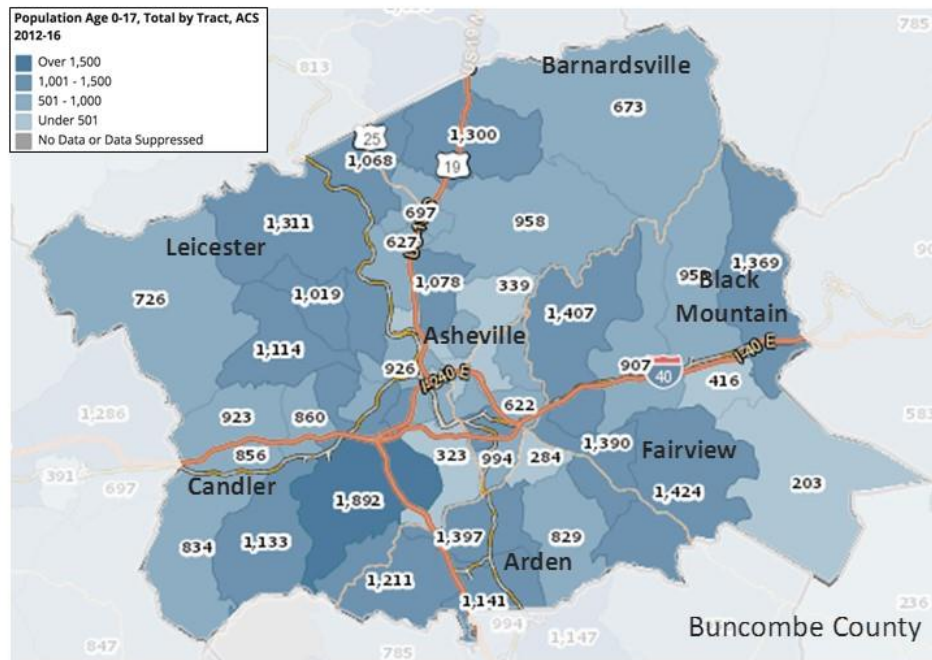 Population Age 0-17, Total by Tract, ACS
2012-16
Over 1,500
1,001 - 1,500
501 - 1,000
Under 501
No Data or Data Suppressed
785
813
Barnardsville
673
25
1,300
1,068
19
697
958
1,311
627
Leicester
1,369
Black
Mountain
1,078
339
726
1,019
1,407
Asheville
1,114
I-40 E
926
I-240 E
907
40
416
1,286
923
860
622
583
856
323
994
284
1,390
Fairview
391
697
Candler
1,892
1,424
203
834
1,133
1,397
829
Arden
1,211
1,141
236
994
1,147
Buncombe County
847
785